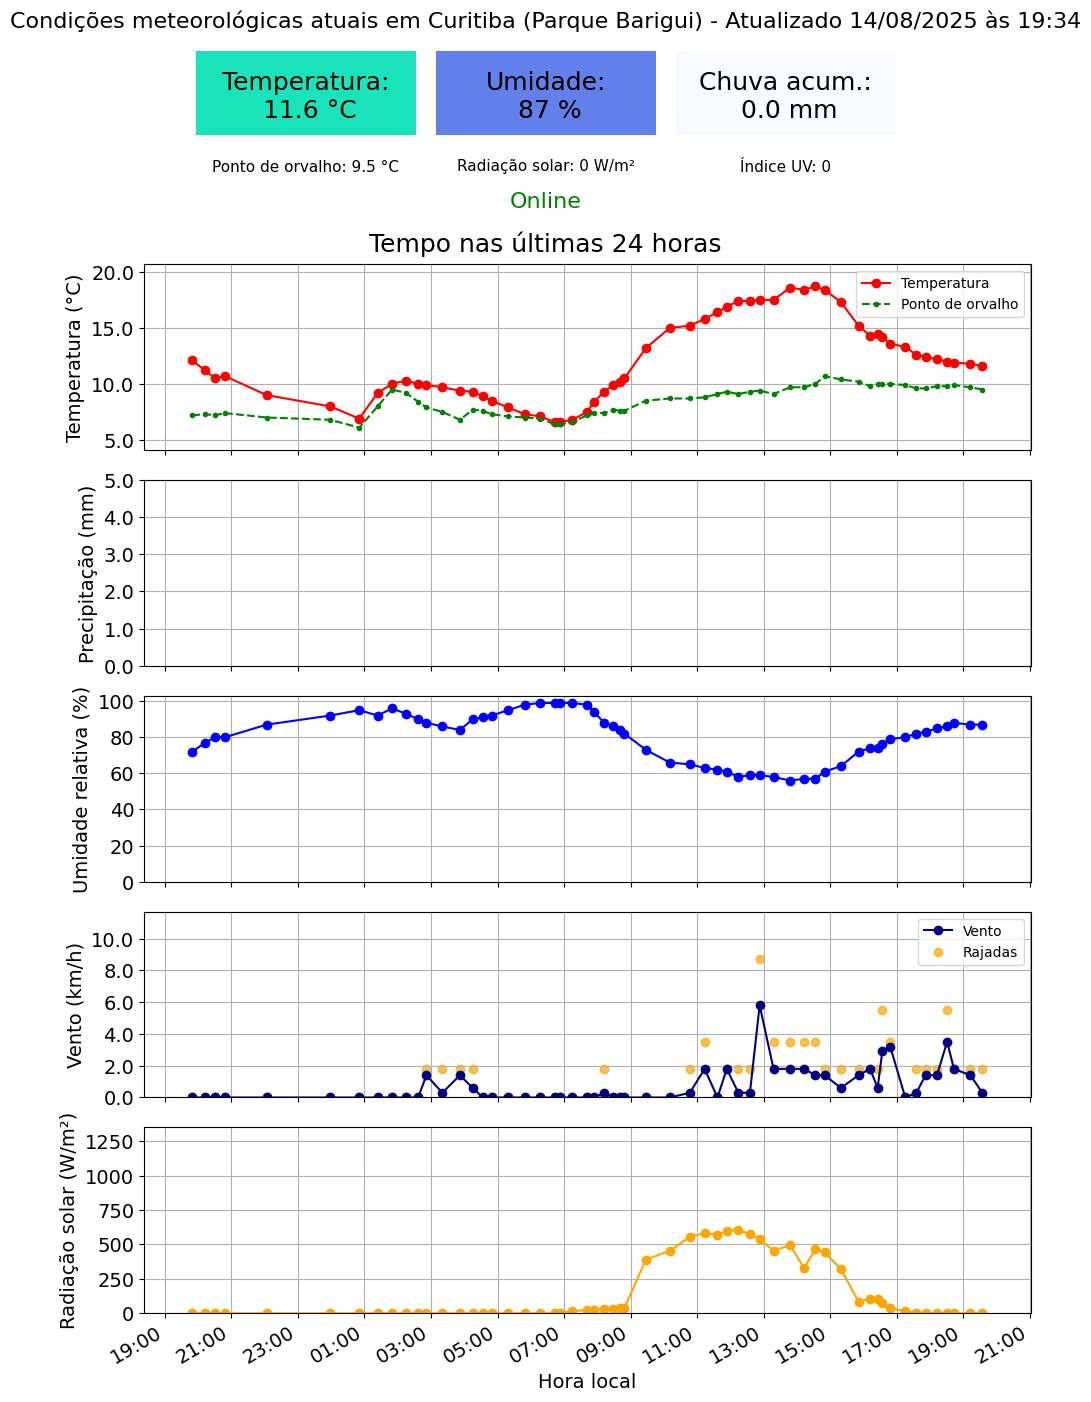 Condições meteorológicas atuais em Curitiba (Parque Barigui) - Atualizado 14/08/2025 às 19:34
Temperatura:
11.6 °C
Umidade:
87 %
Chuva acum.:
0.0 mm
Ponto de orvalho: 9.5 °C
Radiação solar: 0 W/m²
Índice UV: 0
Online
Tempo nas últimas 24 horas
Temperatura (°C)
20.0
15.0
10.0
5.0
Temperatura
Ponto de orvalho
Precipitação (mm)
5.0
4.0
3.0
2.0
1.0
0.0
Umidade relativa (%)
100
80
60
40
20
0
Vento (km/h)
10.0
8.0
6.0
4.0
2.0
0.0
Vento
Rajadas
Radiação solar (W/m²)
1250
1000
750
500
250
0
19:00
21:00
23:00
01:00
03:00
05:00
07:00
09:00
11:00
13:00
15:00
17:00
19:00
21:00
Hora local